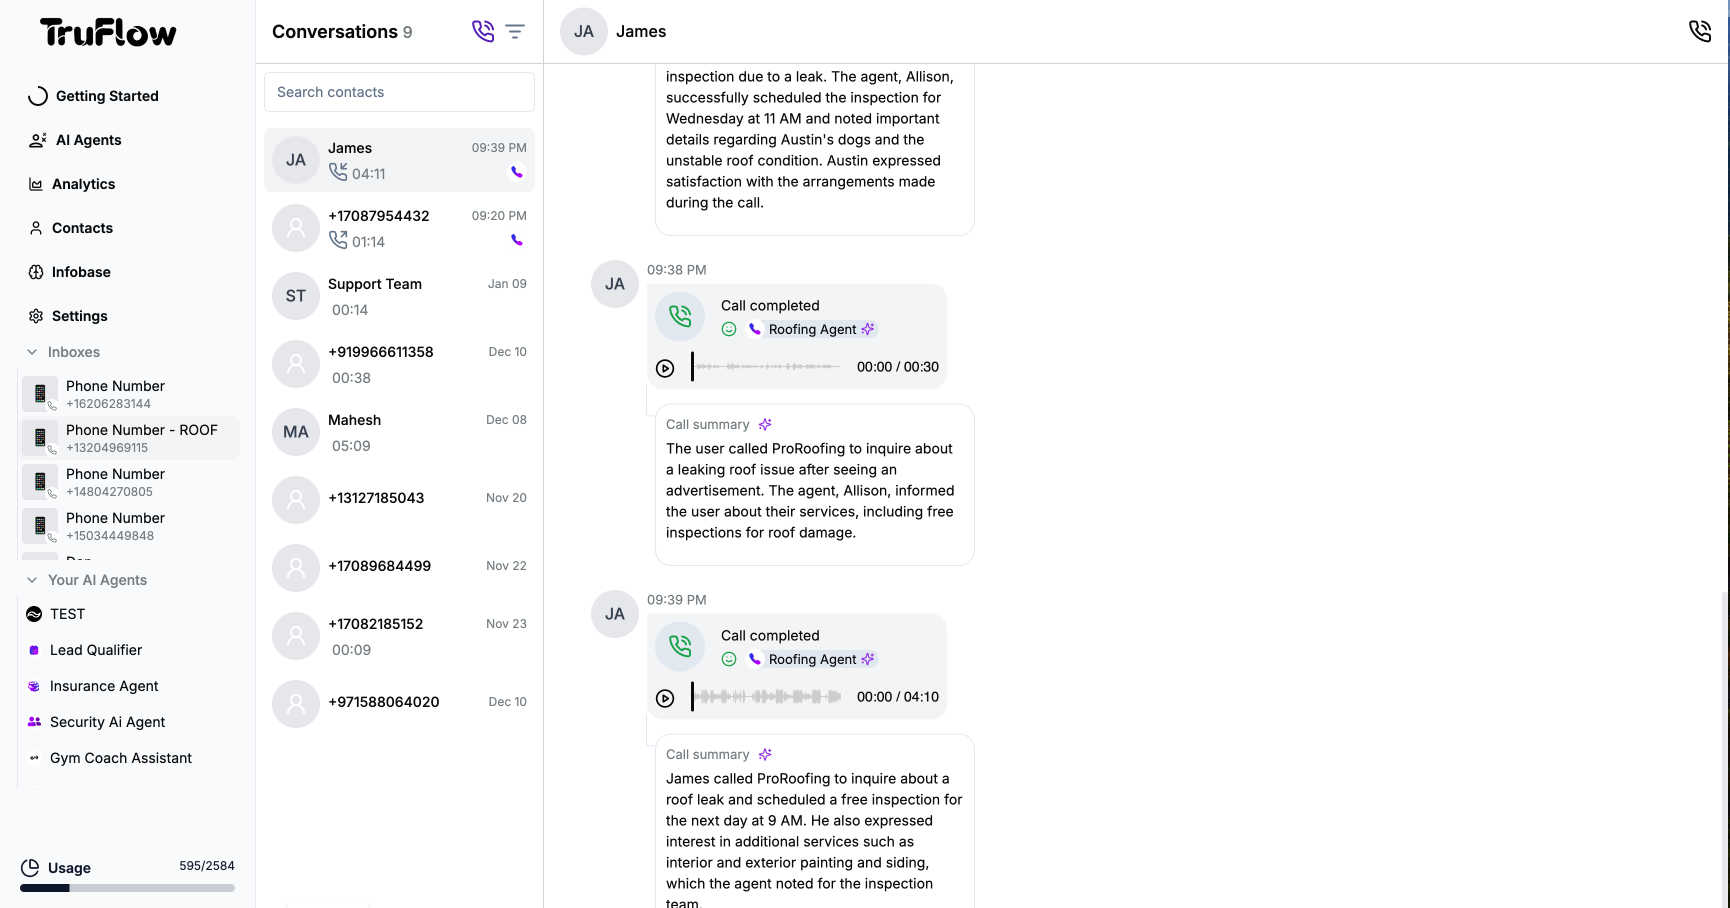 TruFlow
Getting Started
AI Agents
Analytics
Contacts
Infobase
Settings
Inboxes
Phone Number
+16206283144
Phone Number - ROOF
+13204969115
Phone Number
+14804270805
Phone Number
+15034449848
Your AI Agents
TEST
Lead Qualifier
Insurance Agent
Security Ai Agent
Gym Coach Assistant
Usage 595/2584
Conversations 9
Search contacts
JA James 09:39 PM
04:11
+17087954432 09:20 PM
01:14
ST Support Team Jan 09
00:14
+919966611358 Dec 10
00:38
MA Mahesh Dec 08
05:09
+13127185043 Nov 20
+17089684499 Nov 22
+17082185152 Nov 23
00:09
+971588064020 Dec 10
JA James
inspection due to a leak. The agent, Allison,
successfully scheduled the inspection for
Wednesday at 11 AM and noted important
details regarding Austin's dogs and the
unstable roof condition. Austin expressed
satisfaction with the arrangements made
during the call.
JA 09:38 PM
Call completed
Roofing Agent
00:00 / 00:30
Call summary
The user called ProRoofing to inquire about
a leaking roof issue after seeing an
advertisement. The agent, Allison, informed
the user about their services, including free
inspections for roof damage.
JA 09:39 PM
Call completed
Roofing Agent
00:00 / 04:10
Call summary
James called ProRoofing to inquire about a
roof leak and scheduled a free inspection for
the next day at 9 AM. He also expressed
interest in additional services such as
interior and exterior painting and siding,
which the agent noted for the inspection
team.